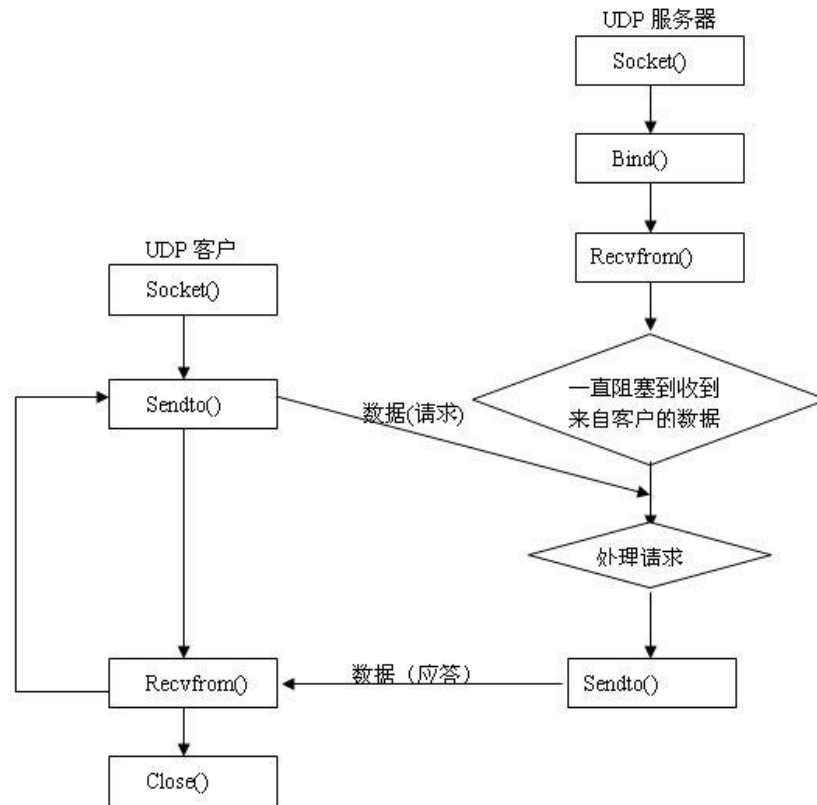 UDP 服务器
Socket()
Bind()
Recvfrom()
一直阻塞到收到
来自客户的数据
处理请求
Sendto()
UDP 客户
Socket()
Sendto()
数据(请求)
数据（应答）
Recvfrom()
Close()